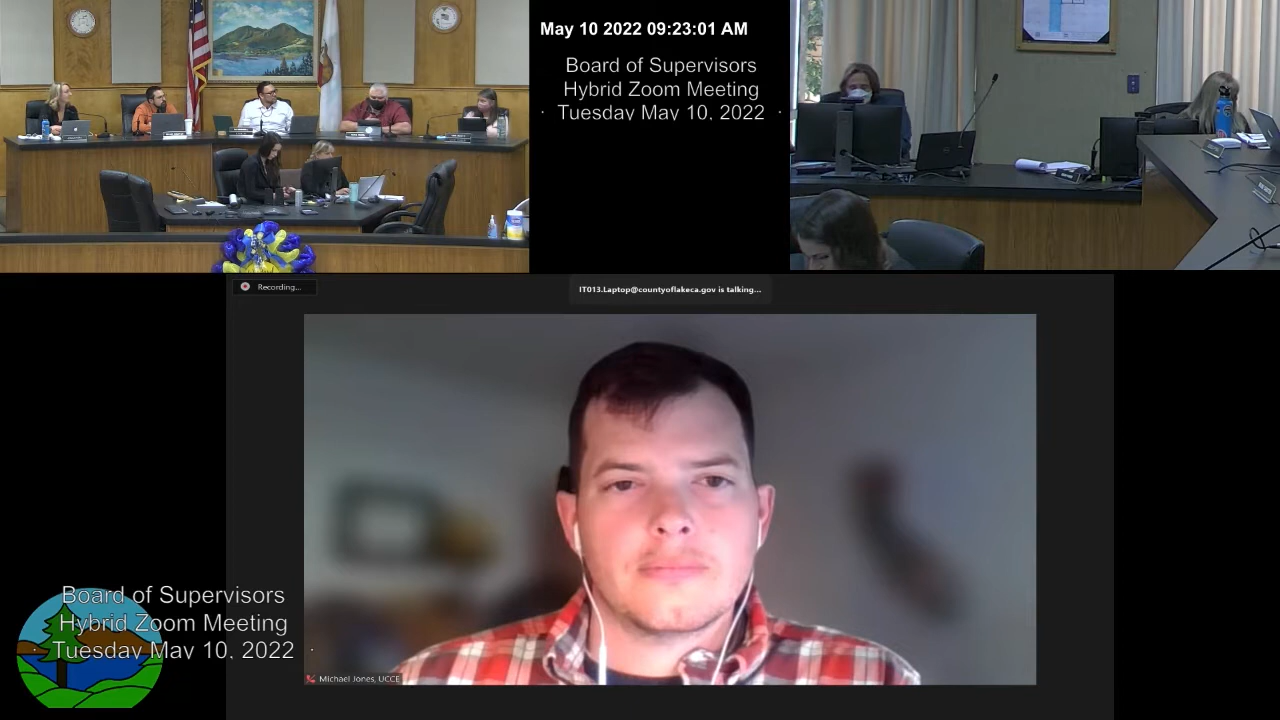 May 10 2022 09:23:01 AM
Board of Supervisors
Hybrid Zoom Meeting
· Tuesday May 10, 2022 ·
Recording...
IT013.Laptop@countyoflakeca.gov is talking...
Board of Supervisors
Hybrid Zoom Meeting
· Tuesday May 10, 2022 ·
Michael Jones, UCCE